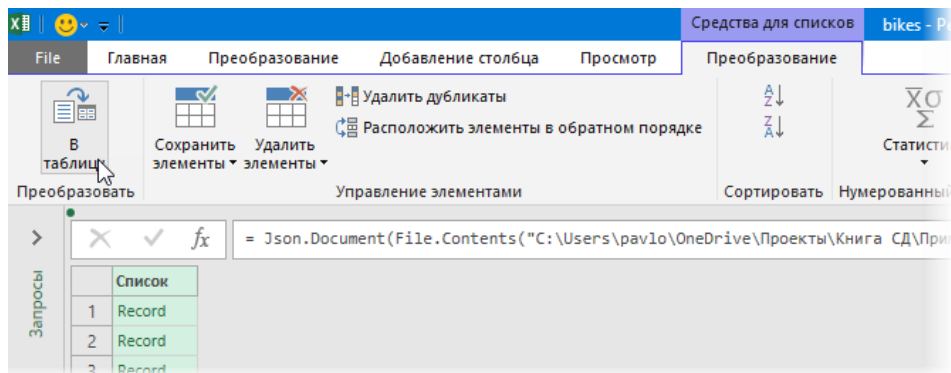 Средства для списков
bikes -
File Главная Преобразование Добавление столбца Просмотр Преобразование
Удалить дубликаты
Расположить элементы в обратном порядке
В таблицу
Сохранить элементы
Удалить элементы
Статисти
Преобразовать Управление элементами Сортировать Нумерованный
fx = Json.Document(File.Contents("C:\Users\pavlo\OneDrive\Проекты\Книга СД\При
Запросы
Список
1 Record
2 Record
3 Record